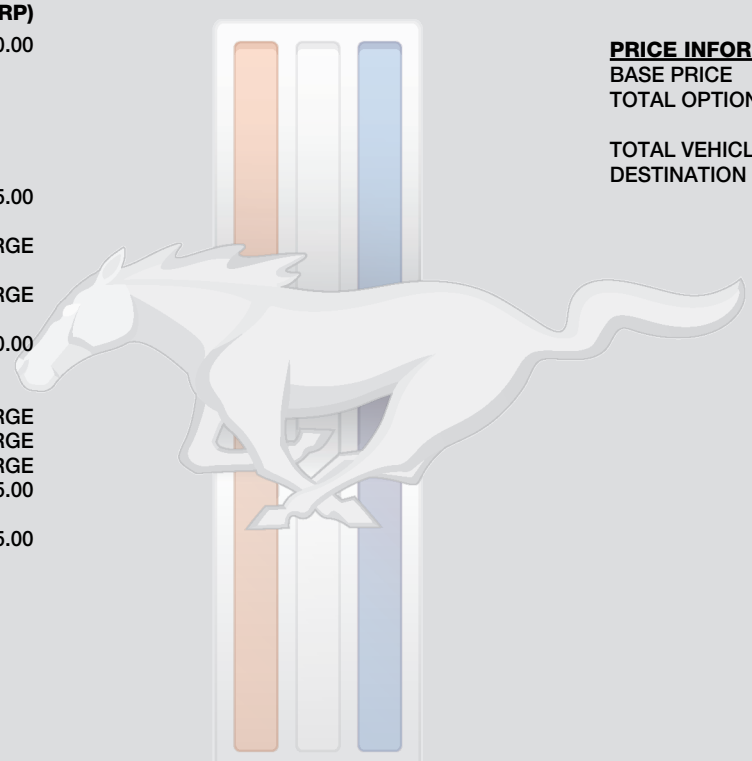 RP)
0.00
5.00
RGE
RGE
0.00
RGE
RGE
RGE
5.00
5.00
PRICE INFOR
BASE PRICE
TOTAL OPTION
TOTAL VEHICL
DESTINATION